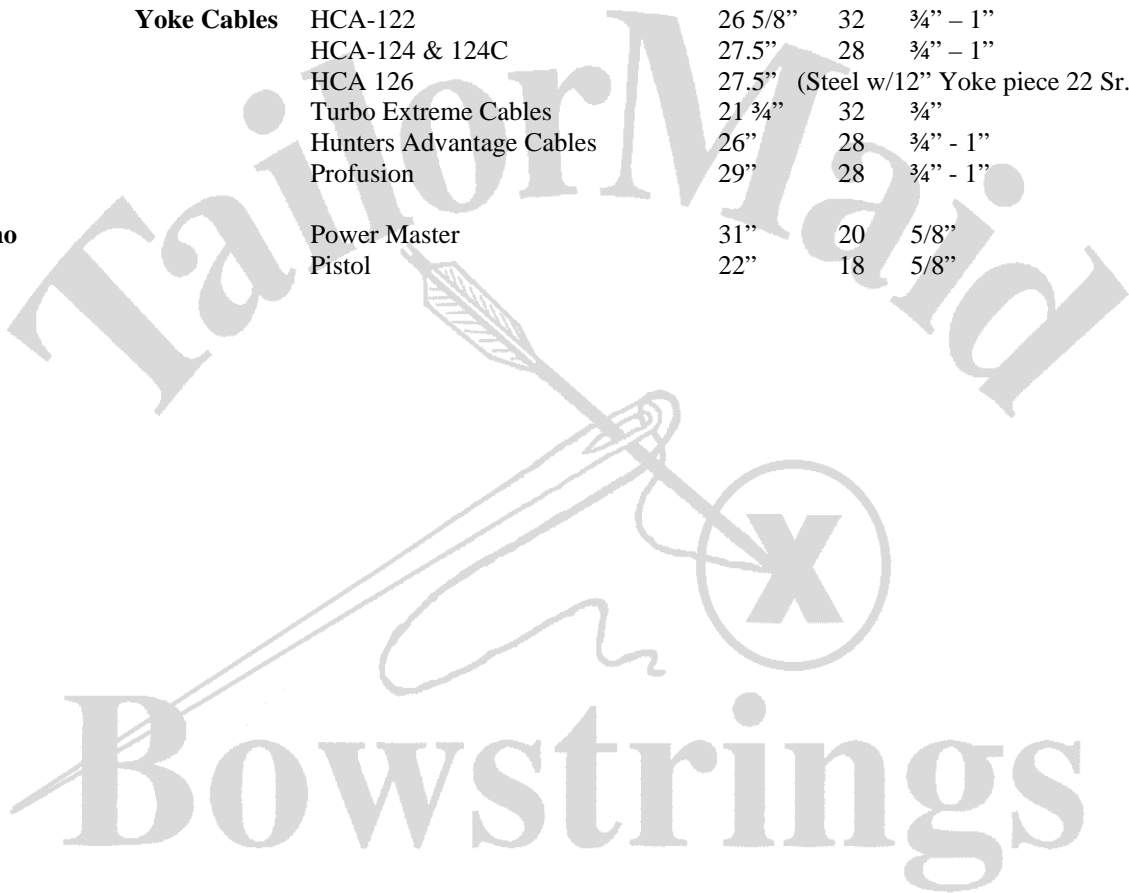 Yoke Cables HCA-122 26 5/8” 32 ¾” – 1”
HCA-124 & 124C 27.5” 28 ¾” – 1”
HCA 126 27.5” (Steel w/12” Yoke piece 22 Sr.
Turbo Extreme Cables 21 ¾” 32 ¾”
Hunters Advantage Cables 26” 28 ¾” - 1”
Profusion 29” 28 ¾” - 1”
Power Master 31” 20 5/8”
Pistol 22” 18 5/8”
TailorMaid
X
Bowstrings